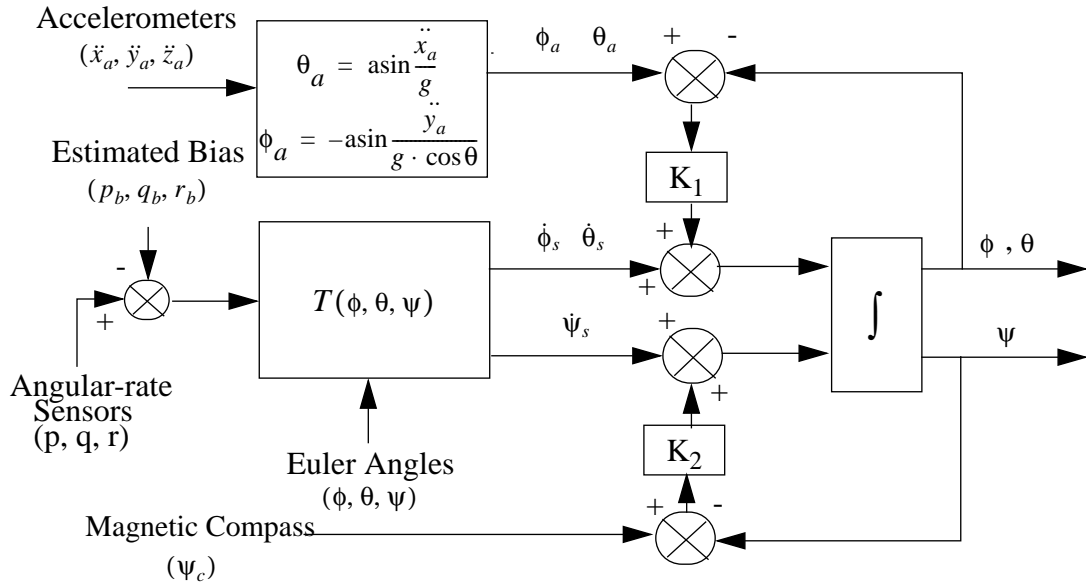 Accelerometers
(ẍ_a, ÿ_a, z̈_a)
θ_a = asin ẍ_a / g
ϕ_a = −asin ÿ_a / (g · cosθ)
ϕ_a θ_a
+ -
K_1
Estimated Bias
(p_b, q_b, r_b)
-
+
T(ϕ, θ, ψ)
ϕ̇_s θ̇_s
+
+
∫
ϕ , θ
ψ̇_s
+
+
ψ
Angular-rate
Sensors
(p, q, r)
Euler Angles
(ϕ, θ, ψ)
K_2
+ -
Magnetic Compass
(ψ_c)